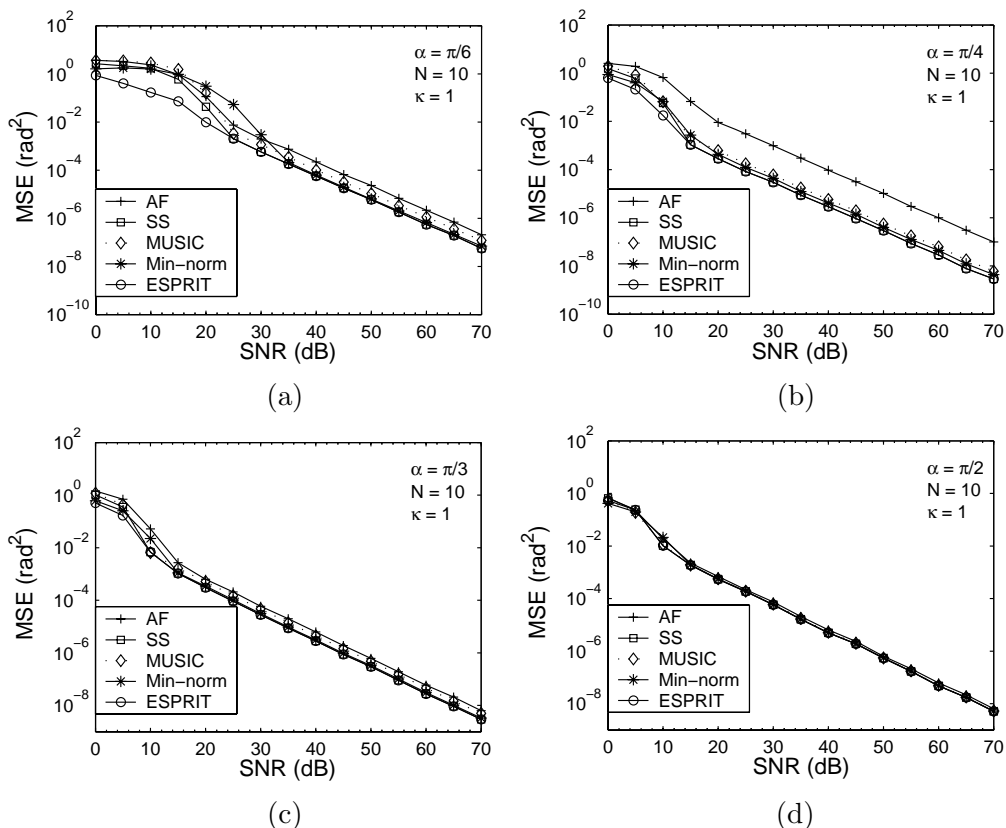 10^2
10^0
10^-2
10^-4
10^-6
10^-8
10^-10
MSE (rad^2)
α = π/6
N = 10
κ = 1
AF
SS
MUSIC
Min−norm
ESPRIT
0 10 20 30 40 50 60 70
SNR (dB)
(a)
10^2
10^0
10^-2
10^-4
10^-6
10^-8
10^-10
MSE (rad^2)
α = π/4
N = 10
κ = 1
AF
SS
MUSIC
Min−norm
ESPRIT
0 10 20 30 40 50 60 70
SNR (dB)
(b)
10^2
10^0
10^-2
10^-4
10^-6
10^-8
MSE (rad^2)
α = π/3
N = 10
κ = 1
AF
SS
MUSIC
Min−norm
ESPRIT
0 10 20 30 40 50 60 70
SNR (dB)
(c)
10^2
10^0
10^-2
10^-4
10^-6
10^-8
MSE (rad^2)
α = π/2
N = 10
κ = 1
AF
SS
MUSIC
Min−norm
ESPRIT
0 10 20 30 40 50 60 70
SNR (dB)
(d)